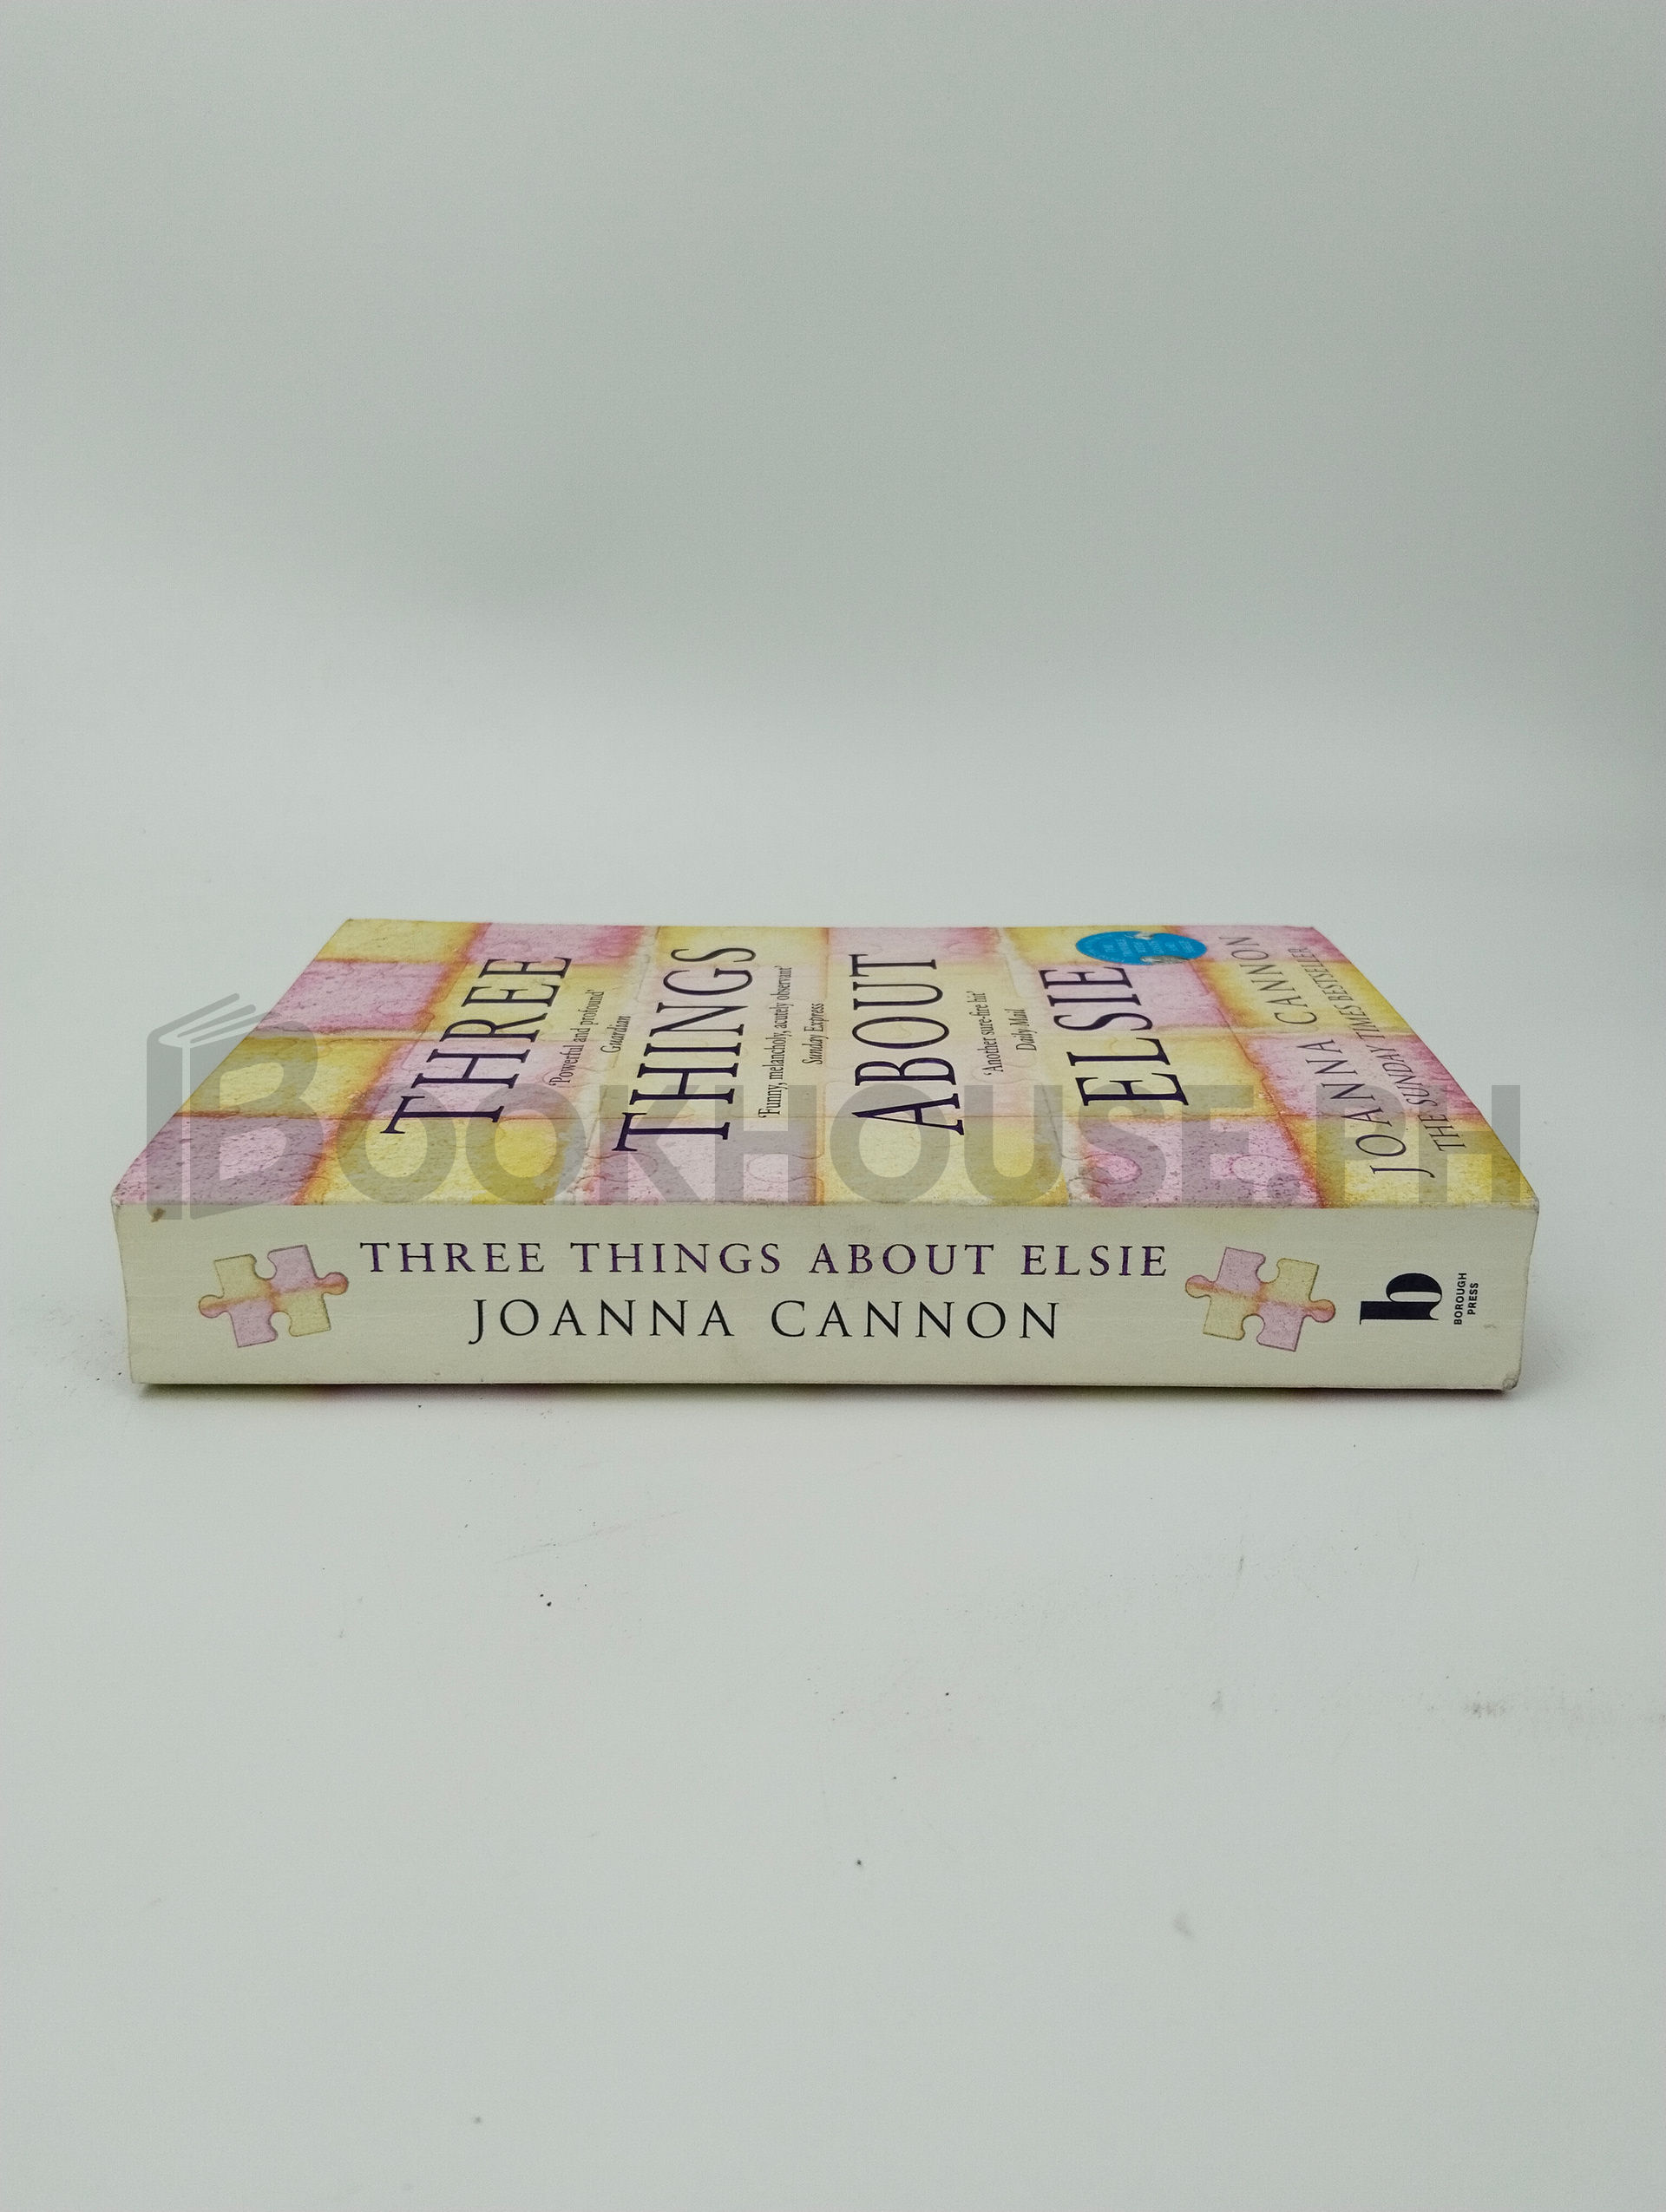 THREE
'Powerful and profound'
Guardian
THINGS
'Funny, melancholy, acutely observant'
Sunday Express
ABOUT
'Another sure-fire hit'
Daily Mail
ELSIE
JOANNA CANNON
THE SUNDAY TIMES BESTSELLER
BOOKHOUSE.PH
THREE THINGS ABOUT ELSIE
JOANNA CANNON
b
BOROUGH
PRESS